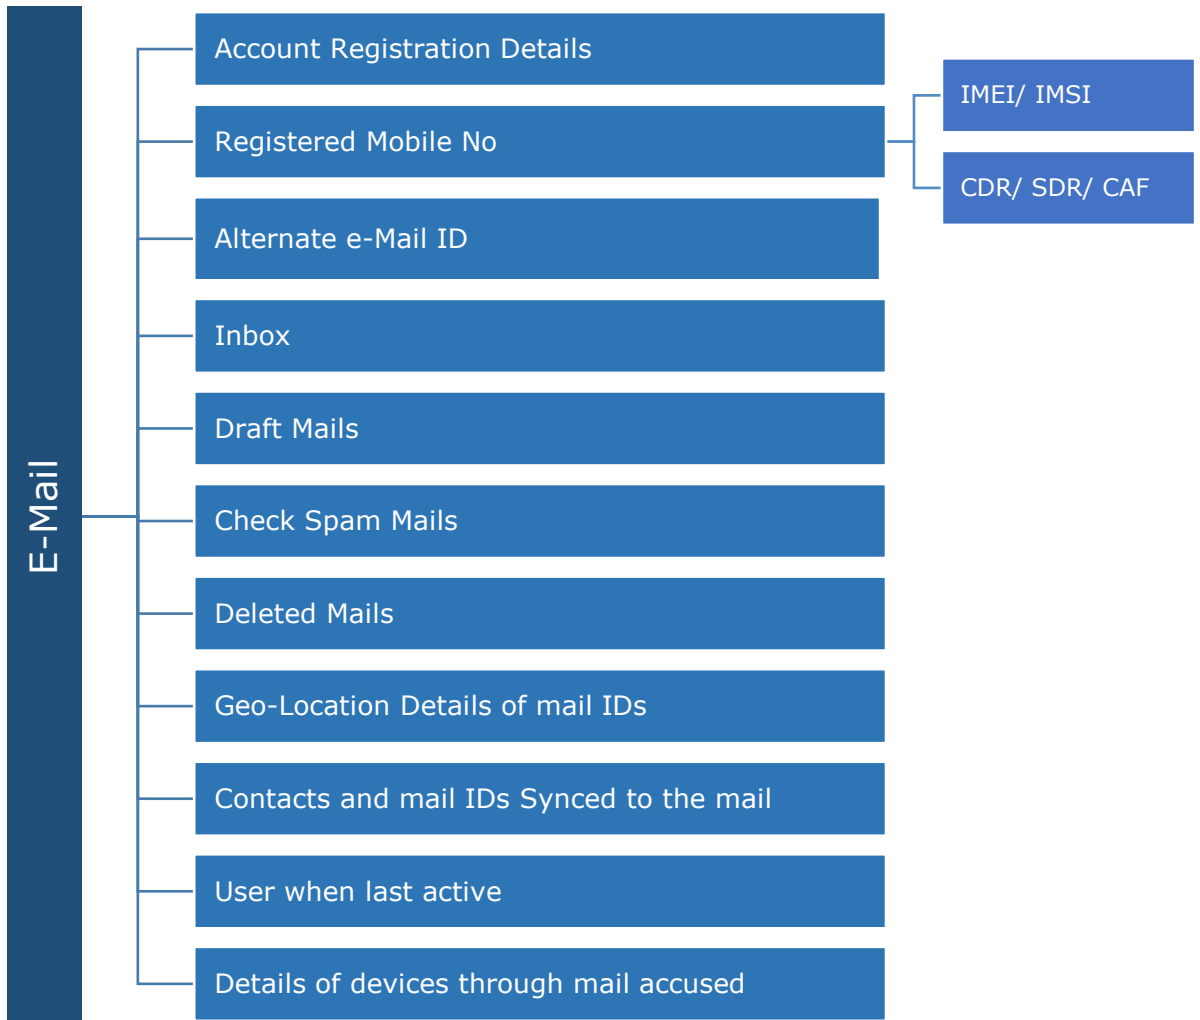 E-Mail
Account Registration Details
Registered Mobile No
IMEI/ IMSI
CDR/ SDR/ CAF
Alternate e-Mail ID
Inbox
Draft Mails
Check Spam Mails
Deleted Mails
Geo-Location Details of mail IDs
Contacts and mail IDs Synced to the mail
User when last active
Details of devices through mail accused